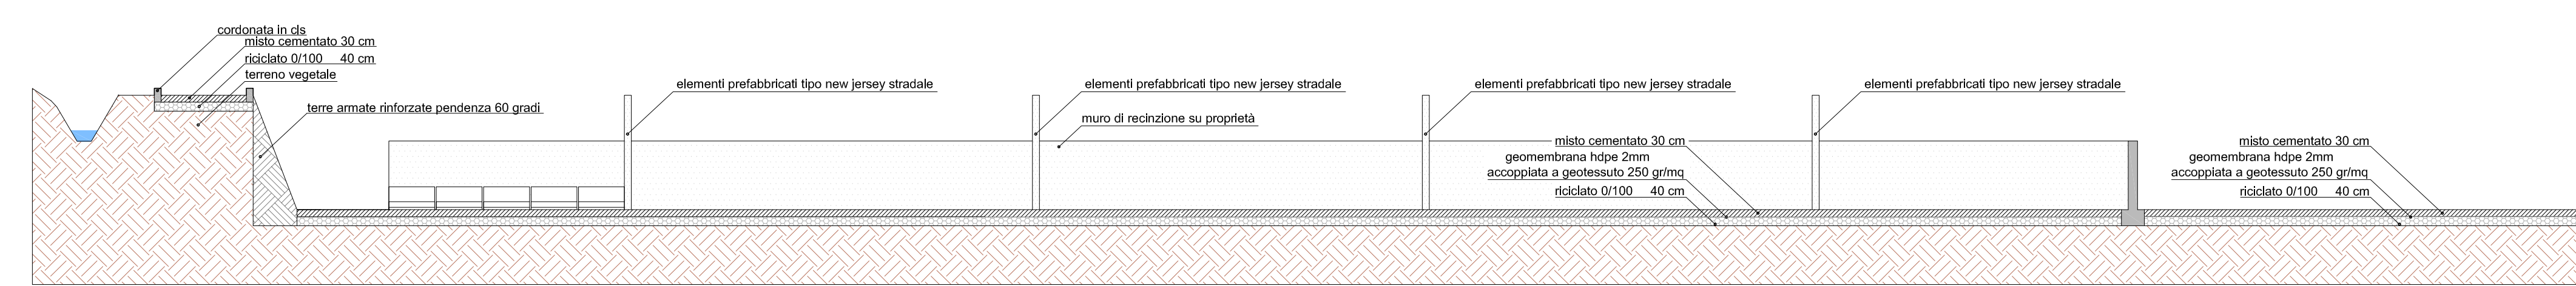 cordonata in cls
misto cementato 30 cm
riciclato 0/100 40 cm
terreno vegetale
terre armate rinforzate pendenza 60 gradi
elementi prefabbricati tipo new jersey stradale
elementi prefabbricati tipo new jersey stradale
muro di recinzione su proprietà
elementi prefabbricati tipo new jersey stradale
elementi prefabbricati tipo new jersey stradale
misto cementato 30 cm
geomembrana hdpe 2mm
accoppiata a geotessuto 250 gr/mq
riciclato 0/100 40 cm
misto cementato 30 cm
geomembrana hdpe 2mm
accoppiata a geotessuto 250 gr/mq
riciclato 0/100 40 cm